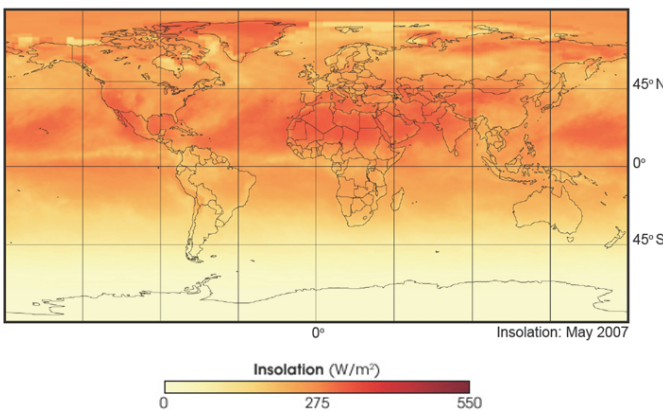 45° N
0°
45° S
0°
Insolation: May 2007
Insolation (W/m²)
0 275 550